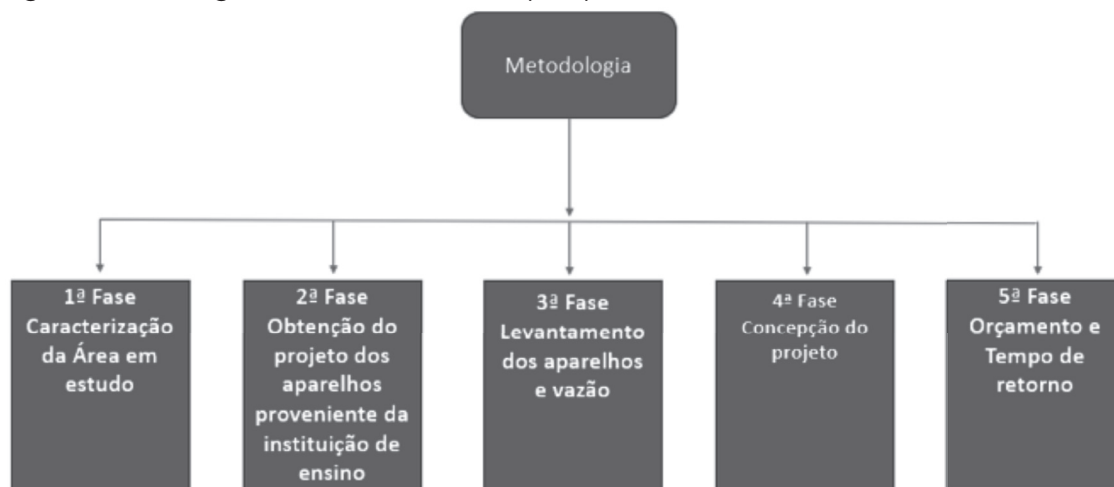 Metodologia
1ª Fase
Caracterização
da Área em
estudo
2ª Fase
Obtenção do
projeto dos
aparelhos
proveniente da
instituição de
ensino
3ª Fase
Levantamento
dos aparelhos
e vazão
4ª Fase
Concepção do
projeto
5ª Fase
Orçamento e
Tempo de
retorno